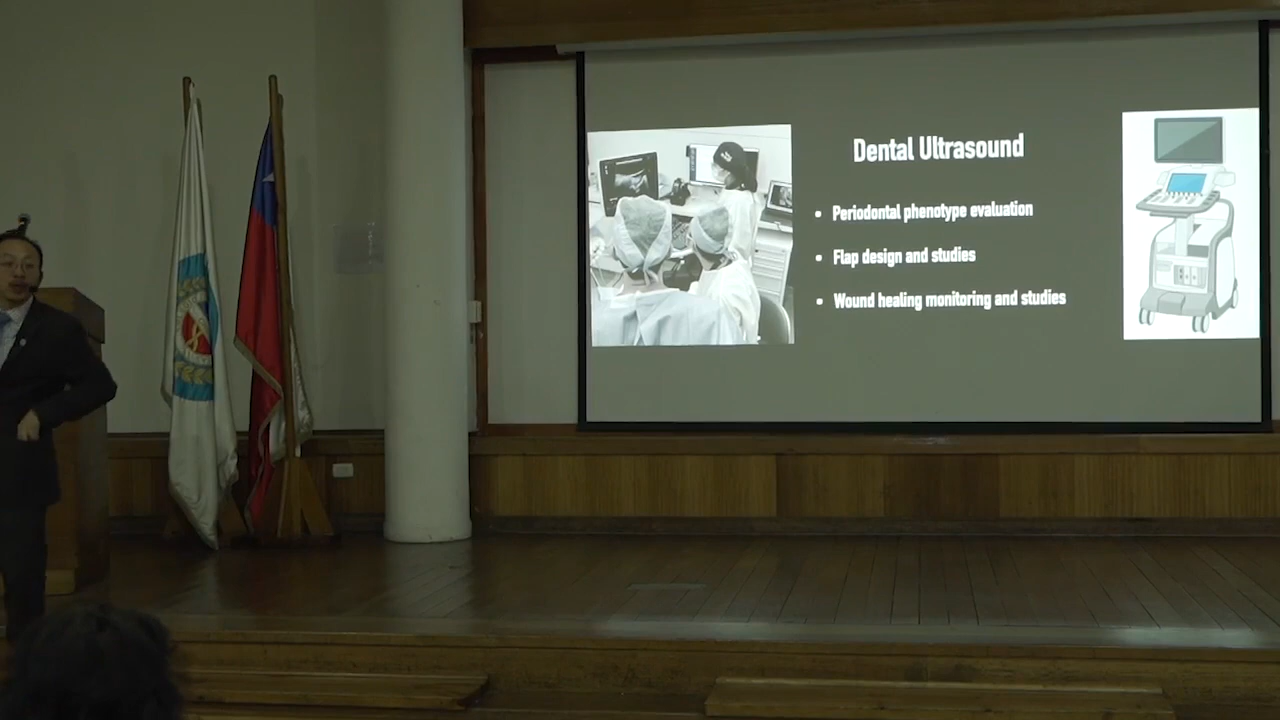 Dental Ultrasound
• Periodontal phenotype evaluation
• Flap design and studies
• Wound healing monitoring and studies